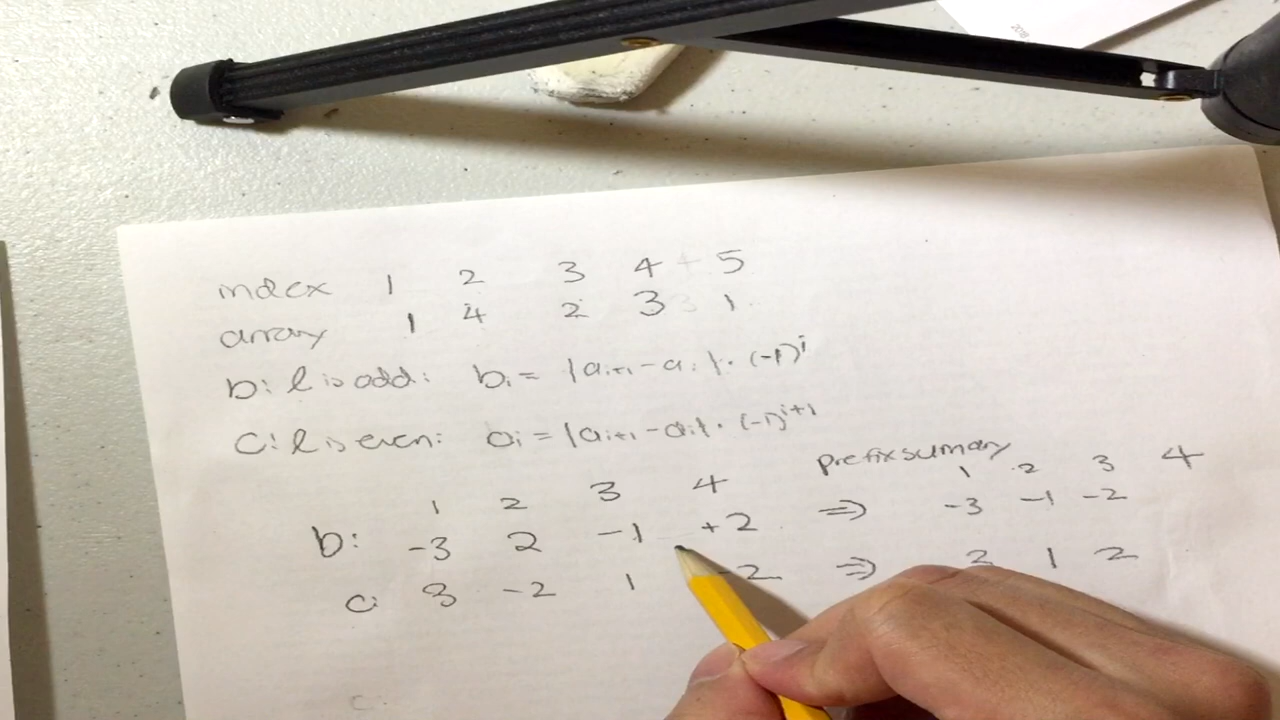 2018
index 1 2 3 4 5
array 1 4 2 3 1
b: l is odd: bi = |ai+1 - ai| · (-1)^i
c: l is even: ai = |ai+1 - ai| · (-1)^i+1
prefix sumary
1 2 3 4 1 2 3 4
b: -3 2 -1 +2 ⇒ -3 -1 -2
c: 3 -2 1 -2 ⇒ 3 1 2
c